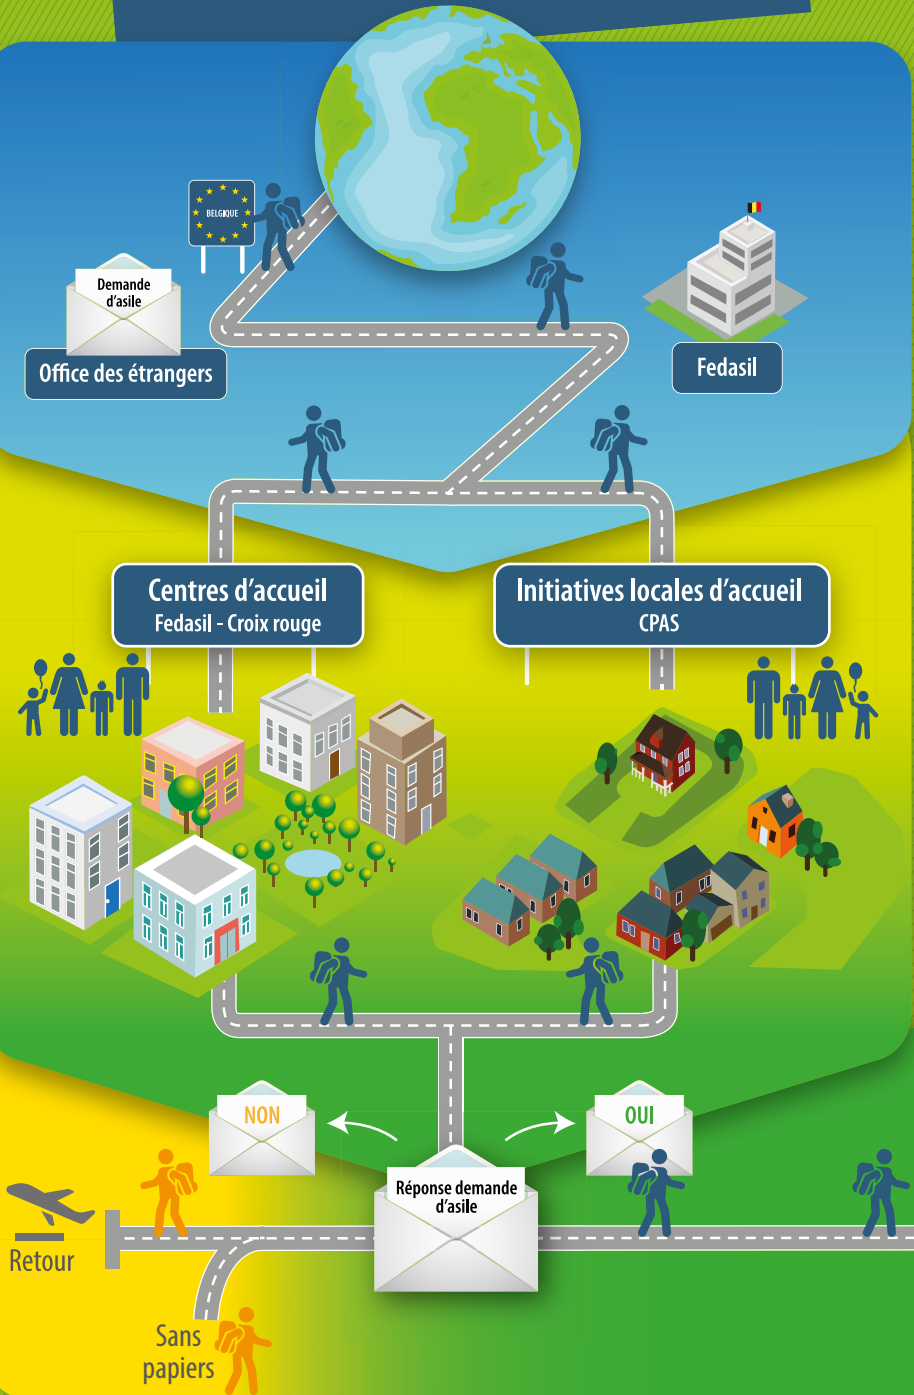 BELGIQUE
Demande
d'asile
Office des étrangers
Fedasil
Centres d'accueil
Fedasil - Croix rouge
Initiatives locales d'accueil
CPAS
NON
OUI
Réponse demande
d'asile
Retour
Sans
papiers